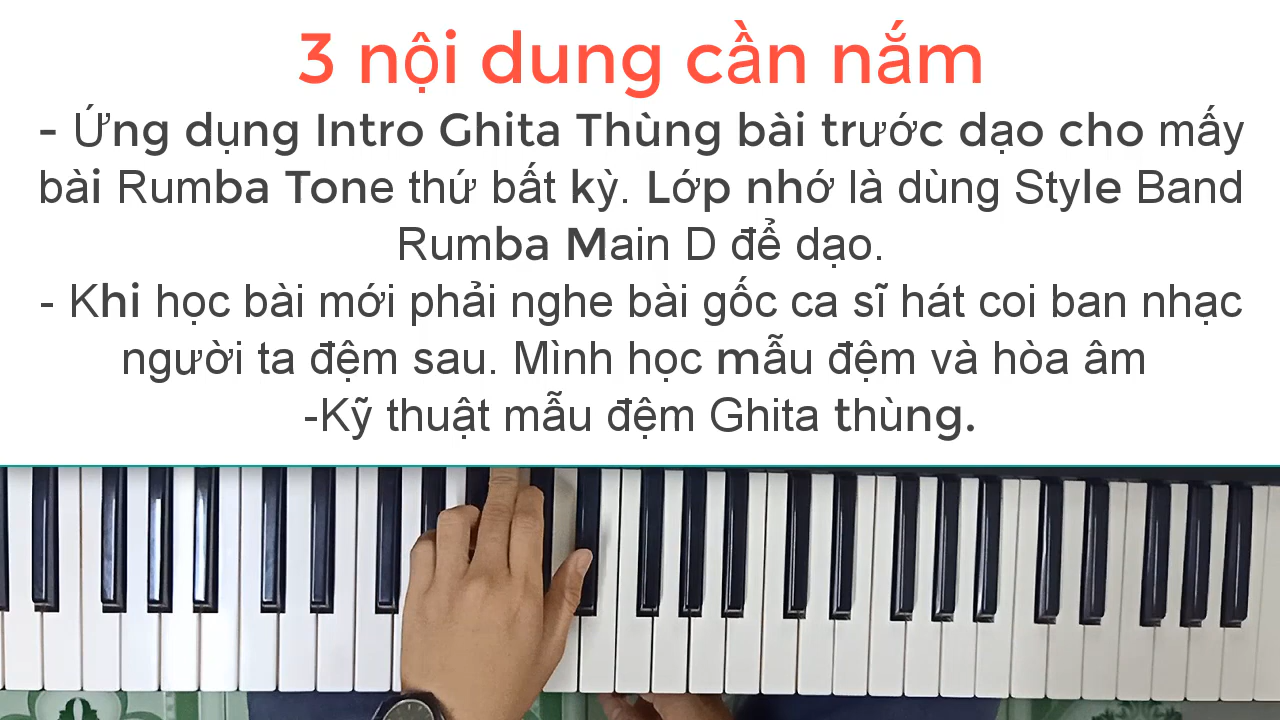 3 nội dung cần nắm
- Ứng dụng Intro Ghita Thùng bài trước dạo cho mấy
bài Rumba Tone thứ bất kỳ. Lớp nhớ là dùng Style Band
Rumba Main D để dạo.
- Khi học bài mới phải nghe bài gốc ca sĩ hát coi ban nhạc
người ta đệm sau. Mình học mẫu đệm và hòa âm
-Kỹ thuật mẫu đệm Ghita thùng.